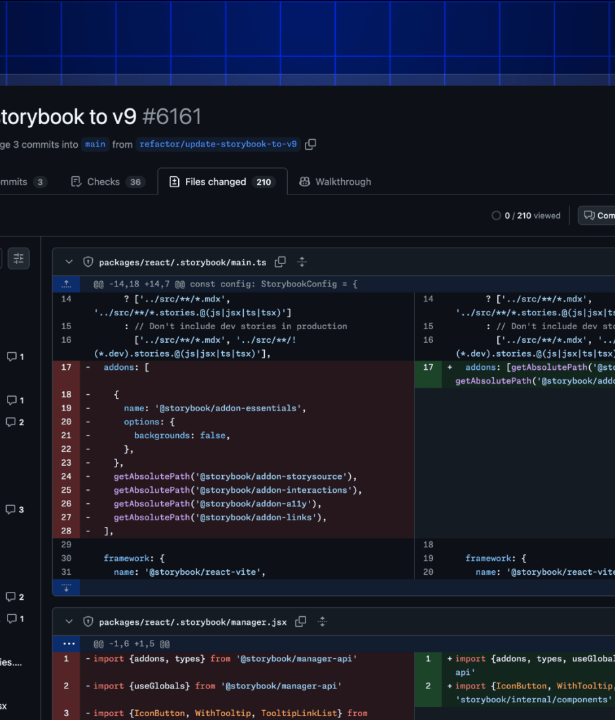 torybook to v9 #6161
ge 3 commits into main from refactor/update-storybook-to-v9
mmits 3 Checks 36 Files changed 210 Walkthrough
0 / 210 viewed Com
packages/react/.storybook/main.ts
@@ -14,18 +14,7 @@ const config: StorybookConfig = {
14 ? ['../src/**/*.mdx', 14 ? ['../src/**/*.mdx',
'../src/**/*.stories.@(js|jsx|ts|tsx)'] '../src/**/*.stories.@(js|jsx|ts|tsx
15 : // Don't include dev stories in production 15 : // Don't include dev sto
16 ['../src/**/*.mdx', '../src/**/! 16 ['../src/**/*.mdx', '..
(*.dev).stories.@(js|jsx|ts|tsx)'], (*.dev).stories.@(js|jsx|ts|tsx)
1
17 - addons: [ 17 + addons: [getAbsolutePath('@sto
getAbsolutePath('@storybook/addo
18 - {
1
19 - name: '@storybook/addon-essentials',
20 - options: {
2
21 - backgrounds: false,
22 - },
23 - },
24 - getAbsolutePath('@storybook/addon-storysource'),
25 - getAbsolutePath('@storybook/addon-interactions'),
26 - getAbsolutePath('@storybook/addon-a11y'),
3
27 - getAbsolutePath('@storybook/addon-links'),
28 - ],
29 18
30 framework: { 19 framework: {
31 name: '@storybook/react-vite', 20 name: '@storybook/react-vite
2
1
packages/react/.storybook/manager.jsx
@@ -1,6 +1,5 @@
1 - import {addons, types} from '@storybook/manager-api' 1 + import {addons, types, useGlobal
ies.... api'
2 - import {useGlobals} from '@storybook/manager-api' 2 + import {IconButton, WithTooltip,
'storybook/internal/components'
sx
3 - import {IconButton, WithTooltip, TooltipLinkList} from 3 import React from